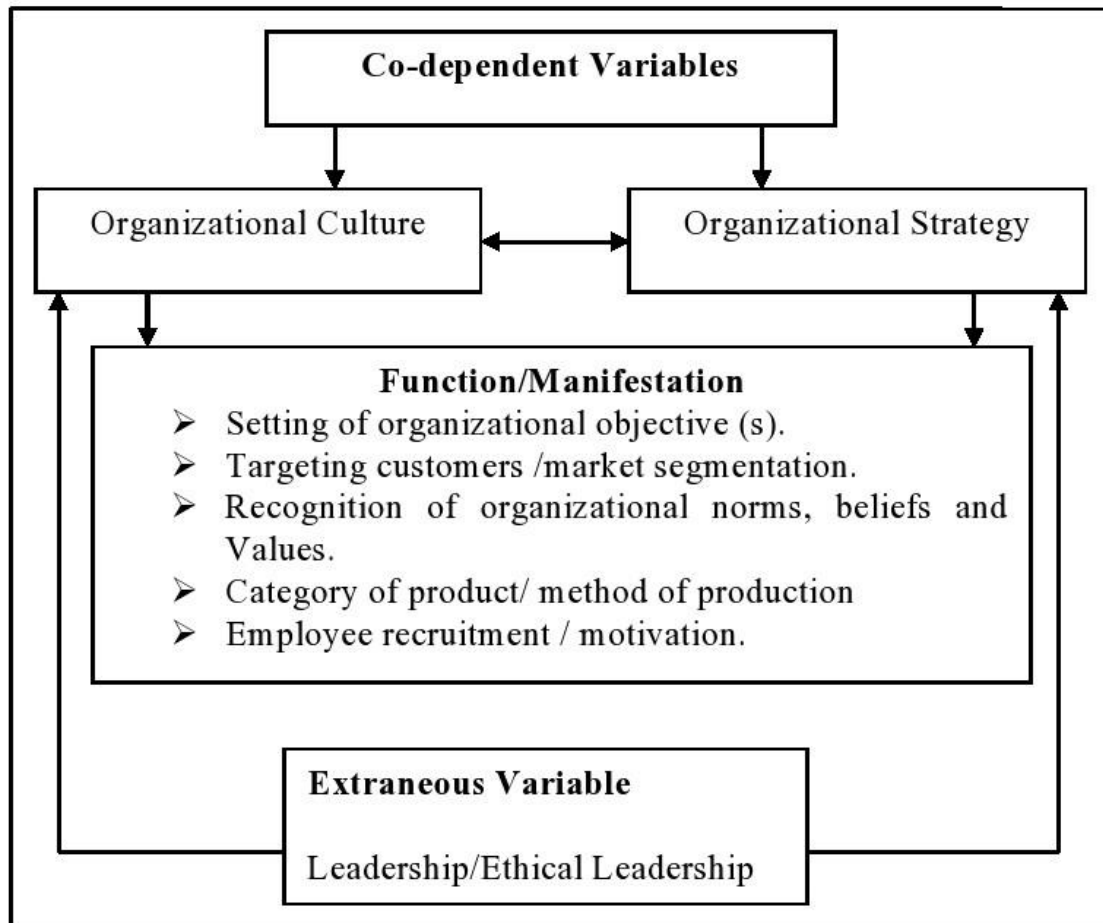 Co-dependent Variables
Organizational Culture
Organizational Strategy
Function/Manifestation
➢ Setting of organizational objective (s).
➢ Targeting customers /market segmentation.
➢ Recognition of organizational norms, beliefs and
Values.
➢ Category of product/ method of production
➢ Employee recruitment / motivation.
Extraneous Variable
Leadership/Ethical Leadership